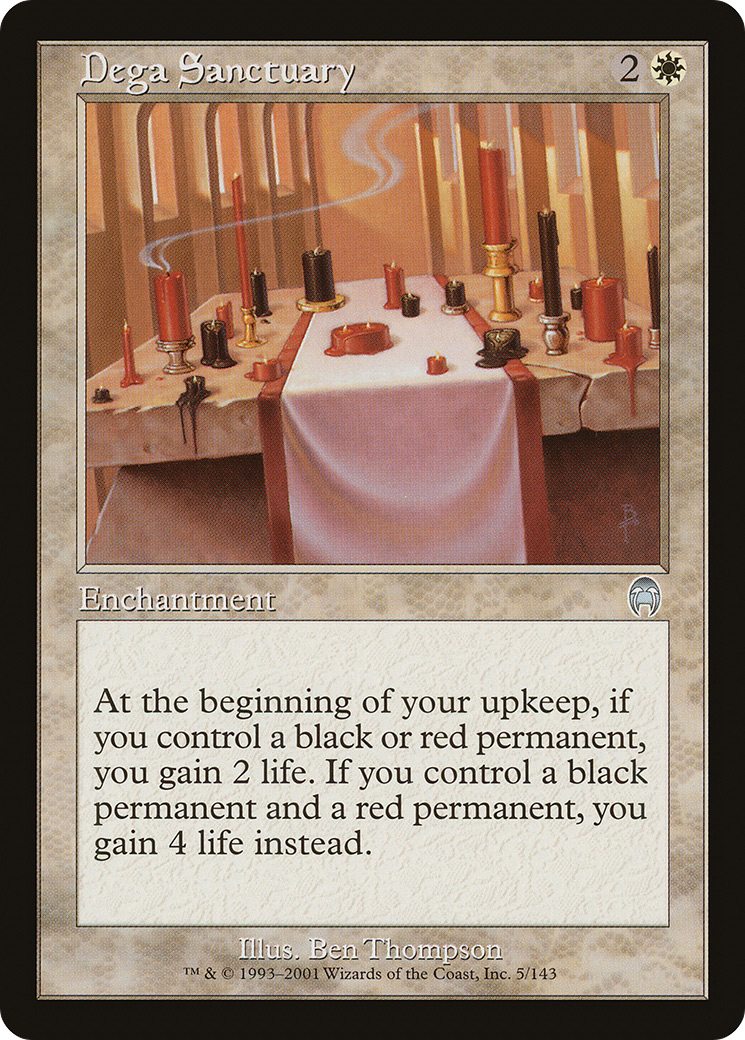 Dega Sanctuary 2
Enchantment
At the beginning of your upkeep, if
you control a black or red permanent,
you gain 2 life. If you control a black
permanent and a red permanent, you
gain 4 life instead.
Illus. Ben Thompson
™ & © 1993–2001 Wizards of the Coast, Inc. 5/143